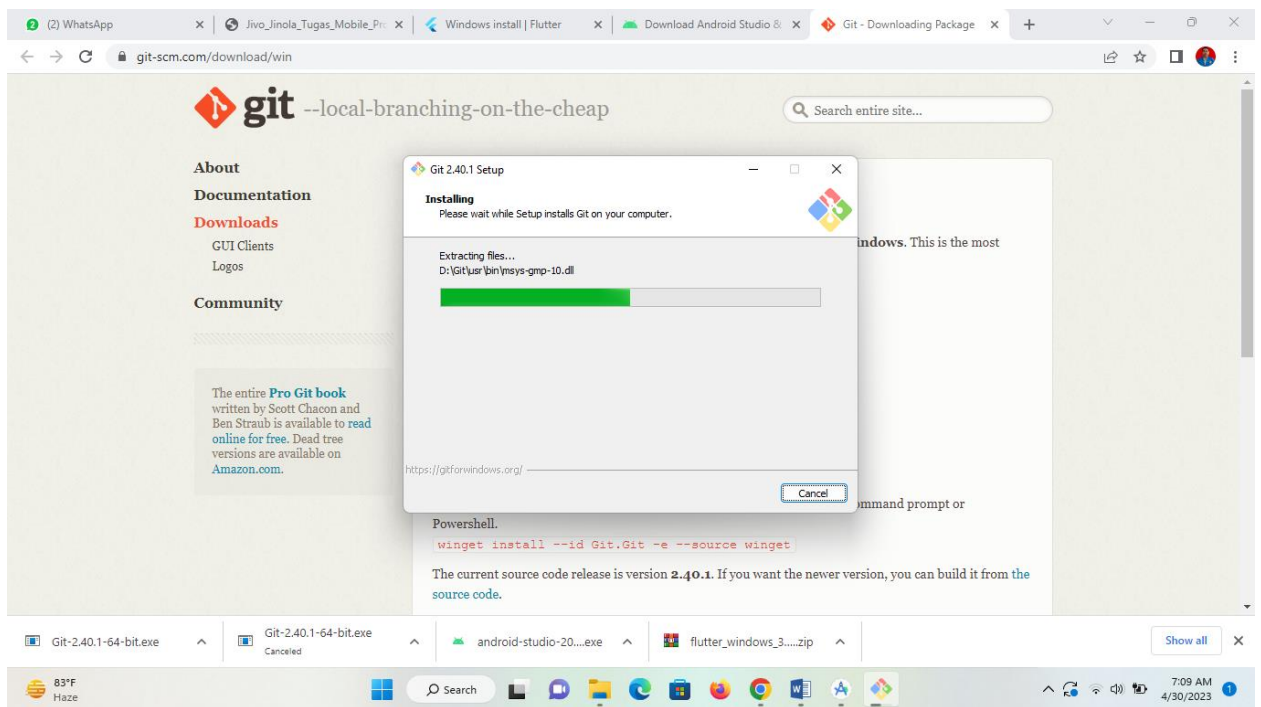 (2) WhatsApp
Jivo_Jinola_Tugas_Mobile_Pr
Windows install | Flutter
Download Android Studio &
Git - Downloading Package
git-scm.com/download/win
git --local-branching-on-the-cheap
Search entire site...
About
Documentation
Downloads
GUI Clients
Logos
Community
The entire Pro Git book
written by Scott Chacon and
Ben Straub is available to read
online for free. Dead tree
versions are available on
Amazon.com.
Git 2.40.1 Setup
Installing
Please wait while Setup installs Git on your computer.
Extracting files...
D:\Git\usr\bin\msys-gmp-10.dll
https://gitforwindows.org/
Cancel
indows. This is the most
ommand prompt or
Powershell.
winget install --id Git.Git -e --source winget
The current source code release is version 2.40.1. If you want the newer version, you can build it from the
source code.
Git-2.40.1-64-bit.exe
Git-2.40.1-64-bit.exe
Canceled
android-studio-20....exe
flutter_windows_3.....zip
Show all
83°F
Haze
Search
7:09 AM
4/30/2023
1